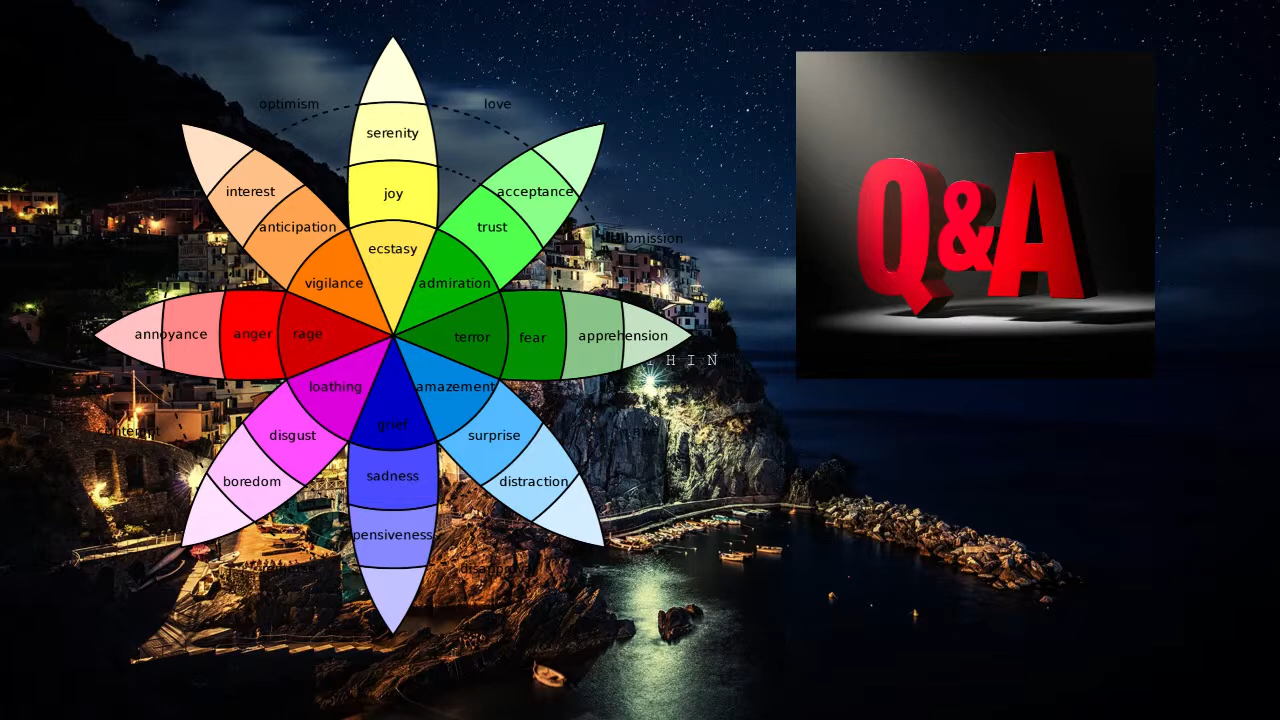 optimism
love
serenity
interest
joy
acceptance
anticipation
trust
ecstasy
vigilance
admiration
annoyance
anger
rage
terror
fear
apprehension
H I N
loathing
amazement
grief
disgust
surprise
boredom
sadness
distraction
pensiveness
Q&A